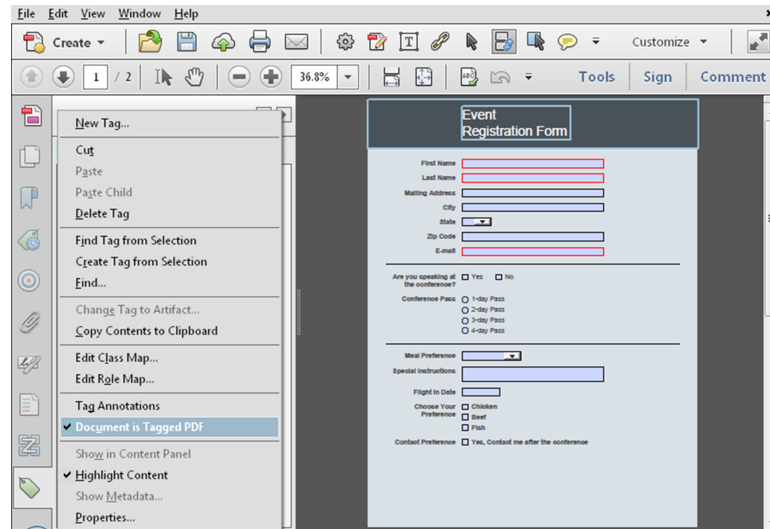 File Edit View Window Help
Create Customize
1 / 2 36.8% Tools Sign Comment
New Tag...
Cut
Paste
Paste Child
Delete Tag
Find Tag from Selection
Create Tag from Selection
Find...
Change Tag to Artifact...
Copy Contents to Clipboard
Edit Class Map...
Edit Role Map...
Tag Annotations
Document is Tagged PDF
Show in Content Panel
Highlight Content
Show Metadata...
Properties...
Event
Registration Form
First Name
Last Name
Mailing Address
City
State
Zip Code
E-mail
Are you speaking at Yes No
the conference?
Conference Pass 1-day Pass
2-day Pass
3-day Pass
4-day Pass
Meal Preference
Special Instructions
Flight in Date
Choose Your Chicken
Preference Beef
Fish
Contact Preference Yes, Contact me after the conference